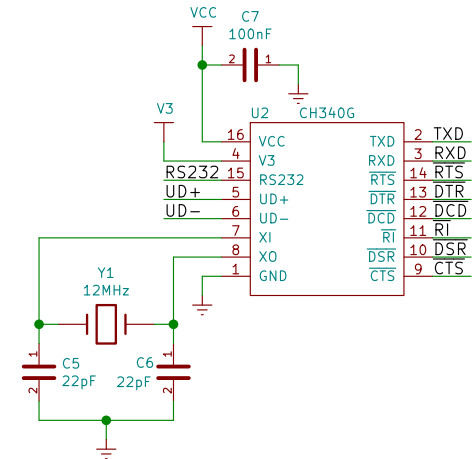 VCC
C7
100nF
2 1
V3
U2 CH340G
16 VCC TXD 2 TXD
4 V3 RXD 3 RXD
RS232 15 RS232 RTS 14 RTS
UD+ 5 UD+ DTR 13 DTR
UD- 6 UD- DCD 12 DCD
7 XI RI 11 RI
8 XO DSR 10 DSR
1 GND CTS 9 CTS
Y1
12MHz
1 C5 2 22pF
1 C6 2 22pF